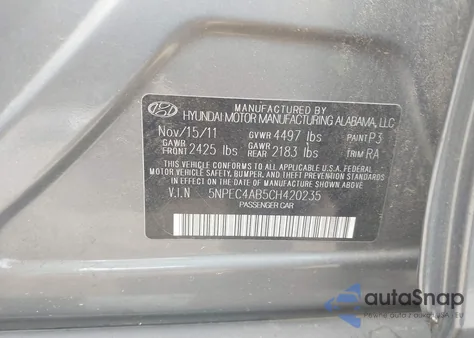 BY HYUNDAI MOTOR MANUFACTURING ALABAMA, LLC
Nov/15/11 GVWR 4497 lbs PAINT P3
GAWR FRONT 2425 lbs GAWR REAR 2183 lbs TRIM RA
THIS VEHICLE CONFORMS TO ALL APPLICABLE U.S.A. FEDERAL
MOTOR VEHICLE SAFETY, BUMPER, AND THEFT PREVENTION
STANDARDS IN EFFECT ON THE DATE OF MANUFACTURE SHOWN ABOVE.
V.I.N 5NPEC4AB5CH420235
PASSENGER CAR
autoSnap